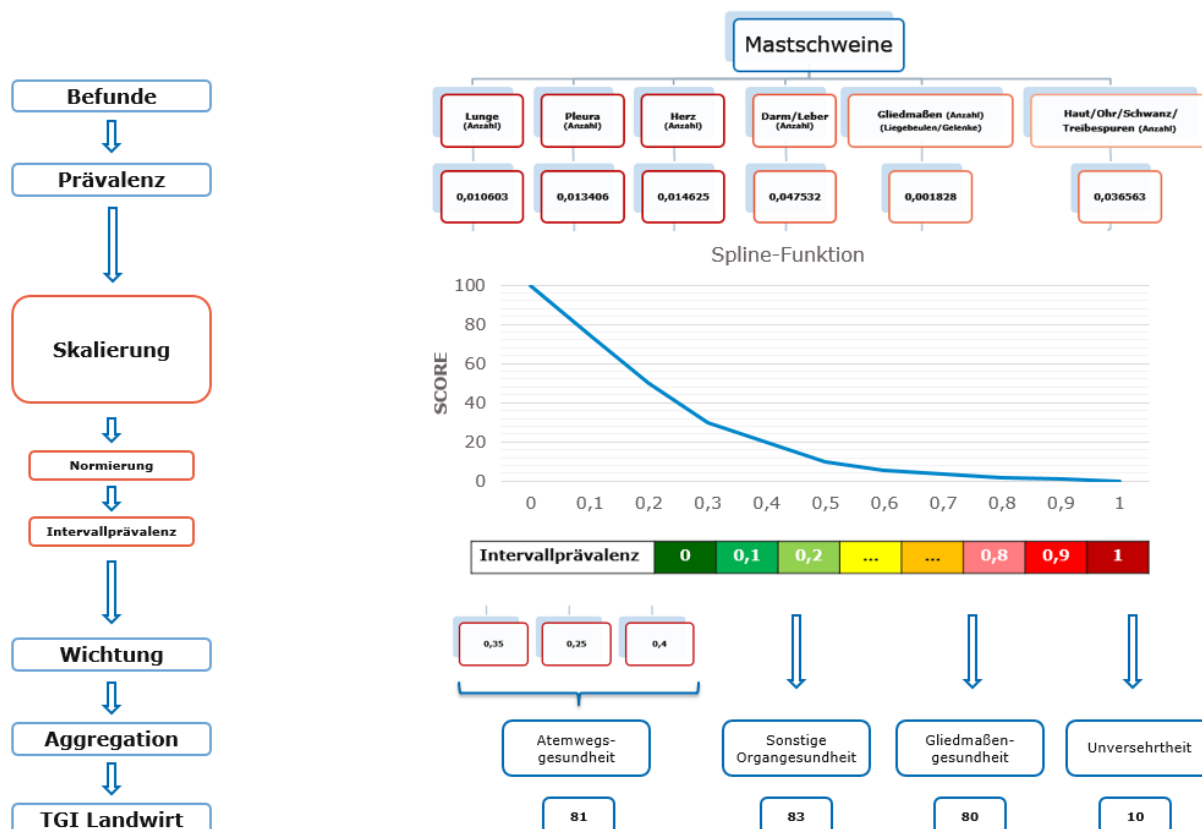 Mastschweine
Befunde
Lunge
(Anzahl)
Pleura
(Anzahl)
Herz
(Anzahl)
Darm/Leber
(Anzahl)
Gliedmaßen (Anzahl)
(Liegebeulen/Gelenke)
Haut/Ohr/Schwanz/
Treibespuren (Anzahl)
Prävalenz
0,010603
0,013406
0,014625
0,047532
0,001828
0,036563
Spline-Funktion
Skalierung
SCORE
100
80
60
40
20
0
0 0,1 0,2 0,3 0,4 0,5 0,6 0,7 0,8 0,9 1
Normierung
Intervallprävalenz
Intervallprävalenz 0 0,1 0,2 ... ... 0,8 0,9 1
Wichtung
0,35
0,25
0,4
Aggregation
Atemwegs-
gesundheit
Sonstige
Organgesundheit
Gliedmaßen-
gesundheit
Unversehrtheit
TGI Landwirt
81
83
80
10